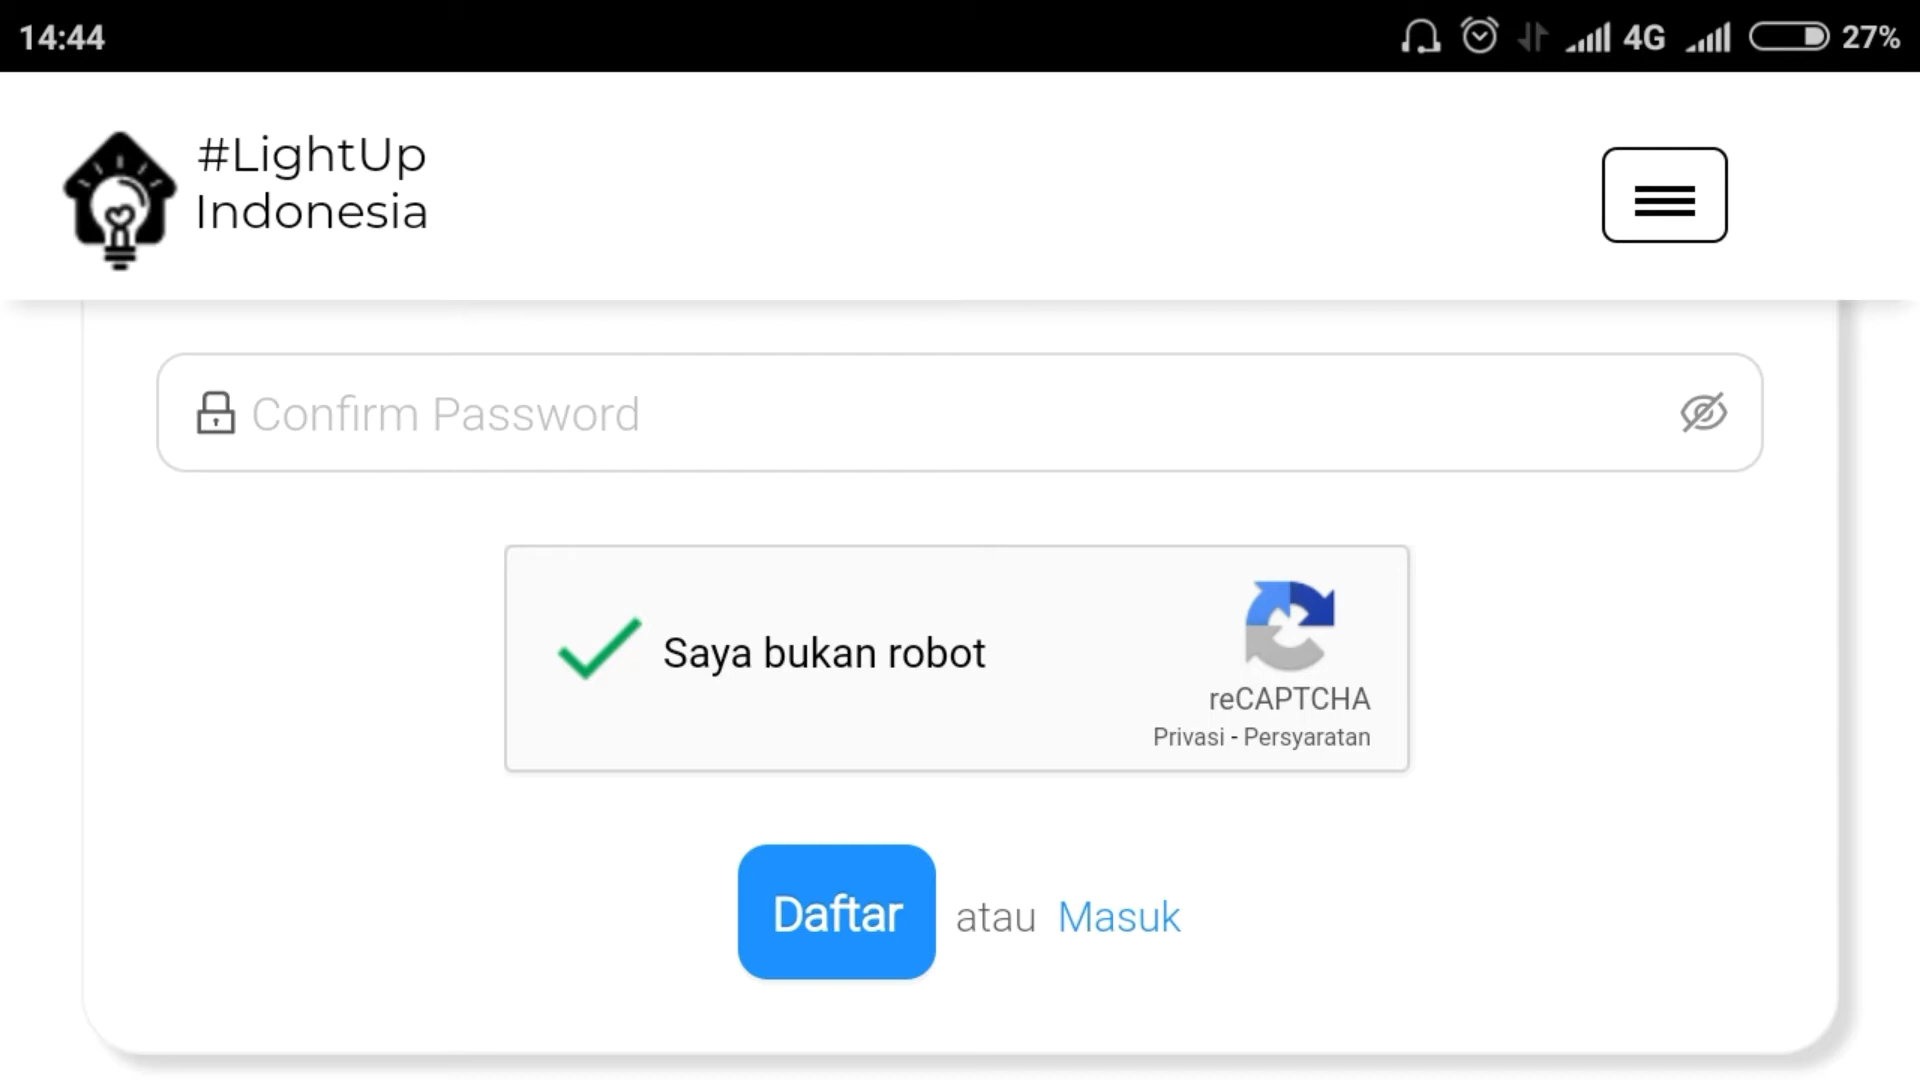 14:44
4G
27%
#LightUp
Indonesia
Confirm Password
Saya bukan robot
reCAPTCHA
Privasi - Persyaratan
Daftar atau Masuk